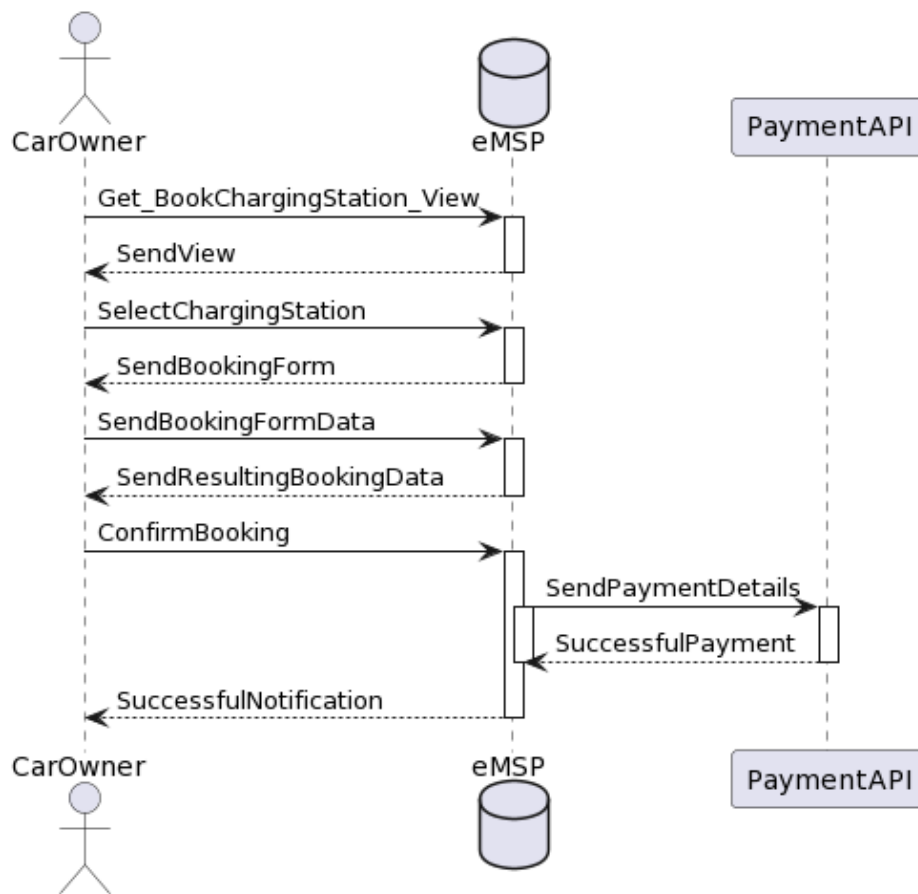 CarOwner
eMSP
PaymentAPI
Get_BookChargingStation_View
SendView
SelectChargingStation
SendBookingForm
SendBookingFormData
SendResultingBookingData
ConfirmBooking
SendPaymentDetails
SuccessfulPayment
SuccessfulNotification
CarOwner
eMSP
PaymentAPI